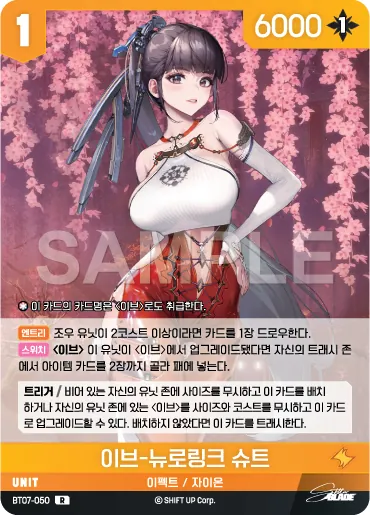 1
6000 1
SAMPLE
※ 이 카드의 카드명은 <이브>로도 취급한다.
엔트리 조우 유닛이 2코스트 이상이라면 카드를 1장 드로우한다.
스위치 <이브> 이 유닛이 <이브>에서 업그레이드됐다면 자신의 트래시 존
에서 아이템 카드를 2장까지 골라 패에 넣는다.
트리거 / 비어 있는 자신의 유닛 존에 사이즈를 무시하고 이 카드를 배치
하거나 자신의 유닛 존에 있는 <이브>를 사이즈와 코스트를 무시하고 이 카드
로 업그레이드할 수 있다. 배치하지 않았다면 이 카드를 트래시한다.
이브-뉴로링크 슈트
UNIT
이펙트 / 자이온
BT07-050 R
©SHIFT UP Corp.
Stellar BLADE